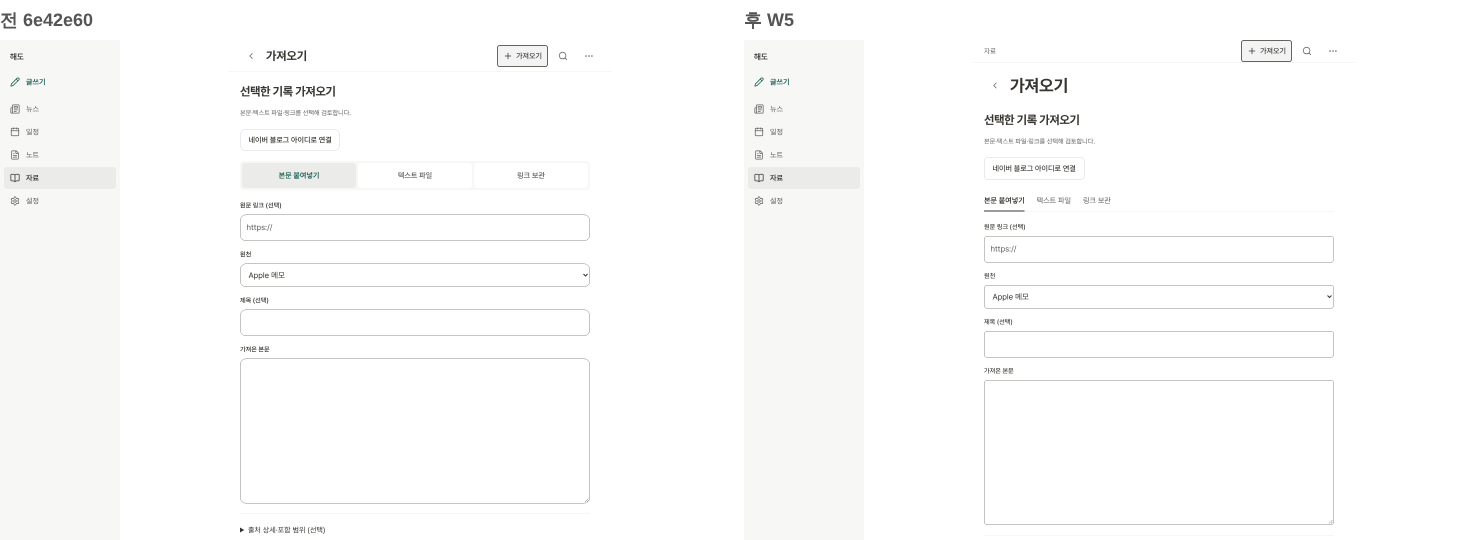 전 6e42e60
해도
글쓰기
뉴스
일정
노트
자료
설정
가져오기
가져오기
선택한 기록 가져오기
본문·텍스트 파일·링크를 선택해 검토합니다.
네이버 블로그 아이디로 연결
본문 붙여넣기
텍스트 파일
링크 보관
원문 링크 (선택)
https://
원천
Apple 메모
제목 (선택)
가져온 본문
출처 상세·포함 범위 (선택)
후 W5
해도
글쓰기
뉴스
일정
노트
자료
설정
자료
가져오기
가져오기
선택한 기록 가져오기
본문·텍스트 파일·링크를 선택해 검토합니다.
네이버 블로그 아이디로 연결
본문 붙여넣기
텍스트 파일
링크 보관
원문 링크 (선택)
https://
원천
Apple 메모
제목 (선택)
가져온 본문